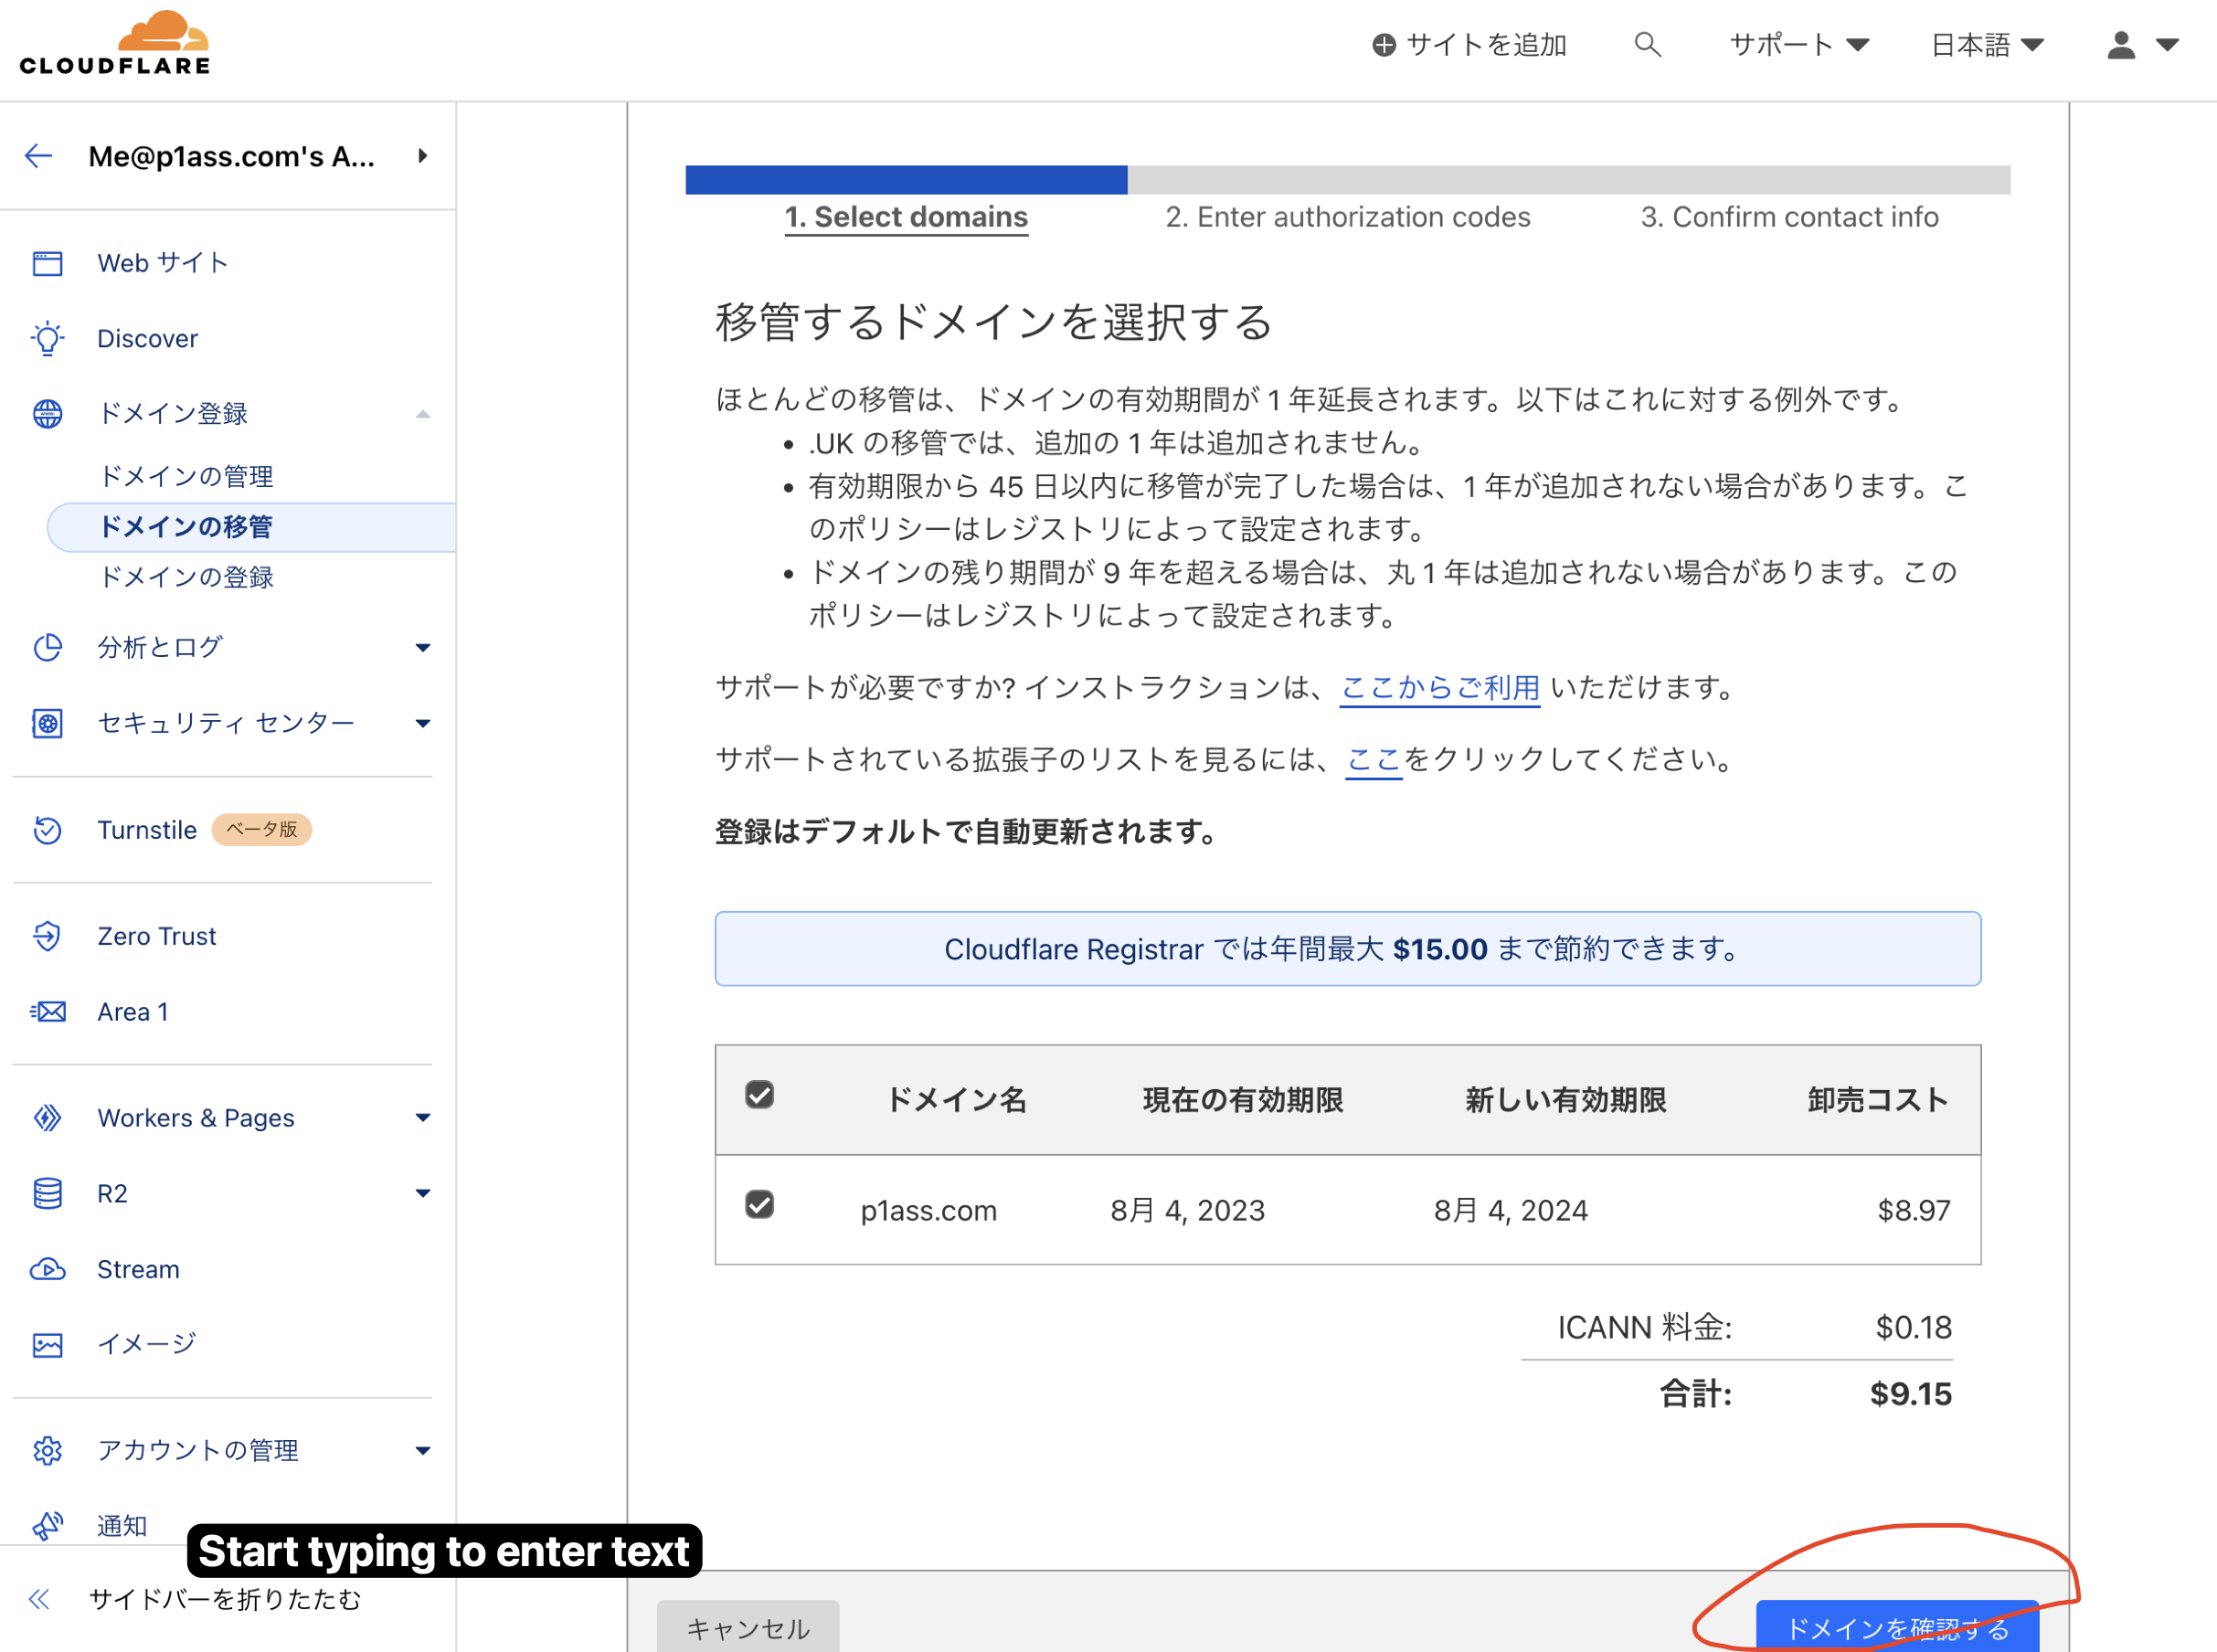 CLOUDFLARE
サイトを追加
サポート
日本語
Me@p1ass.com's A...
Web サイト
Discover
ドメイン登録
ドメインの管理
ドメインの移管
ドメインの登録
分析とログ
セキュリティ センター
Turnstile ベータ版
Zero Trust
Area 1
Workers & Pages
R2
Stream
イメージ
アカウントの管理
通知
サイドバーを折りたたむ
Start typing to enter text
1. Select domains
2. Enter authorization codes
3. Confirm contact info
移管するドメインを選択する
ほとんどの移管は、ドメインの有効期間が 1 年延長されます。以下はこれに対する例外です。
• .UK の移管では、追加の 1 年は追加されません。
• 有効期限から 45 日以内に移管が完了した場合は、1 年が追加されない場合があります。こ
のポリシーはレジストリによって設定されます。
• ドメインの残り期間が 9 年を超える場合は、丸 1 年は追加されない場合があります。この
ポリシーはレジストリによって設定されます。
サポートが必要ですか? インストラクションは、ここからご利用 いただけます。
サポートされている拡張子のリストを見るには、ここをクリックしてください。
登録はデフォルトで自動更新されます。
Cloudflare Registrar では年間最大 $15.00 まで節約できます。
ドメイン名 現在の有効期限 新しい有効期限 卸売コスト
p1ass.com 8月 4, 2023 8月 4, 2024 $8.97
ICANN 料金: $0.18
合計: $9.15
キャンセル
ドメインを確認する